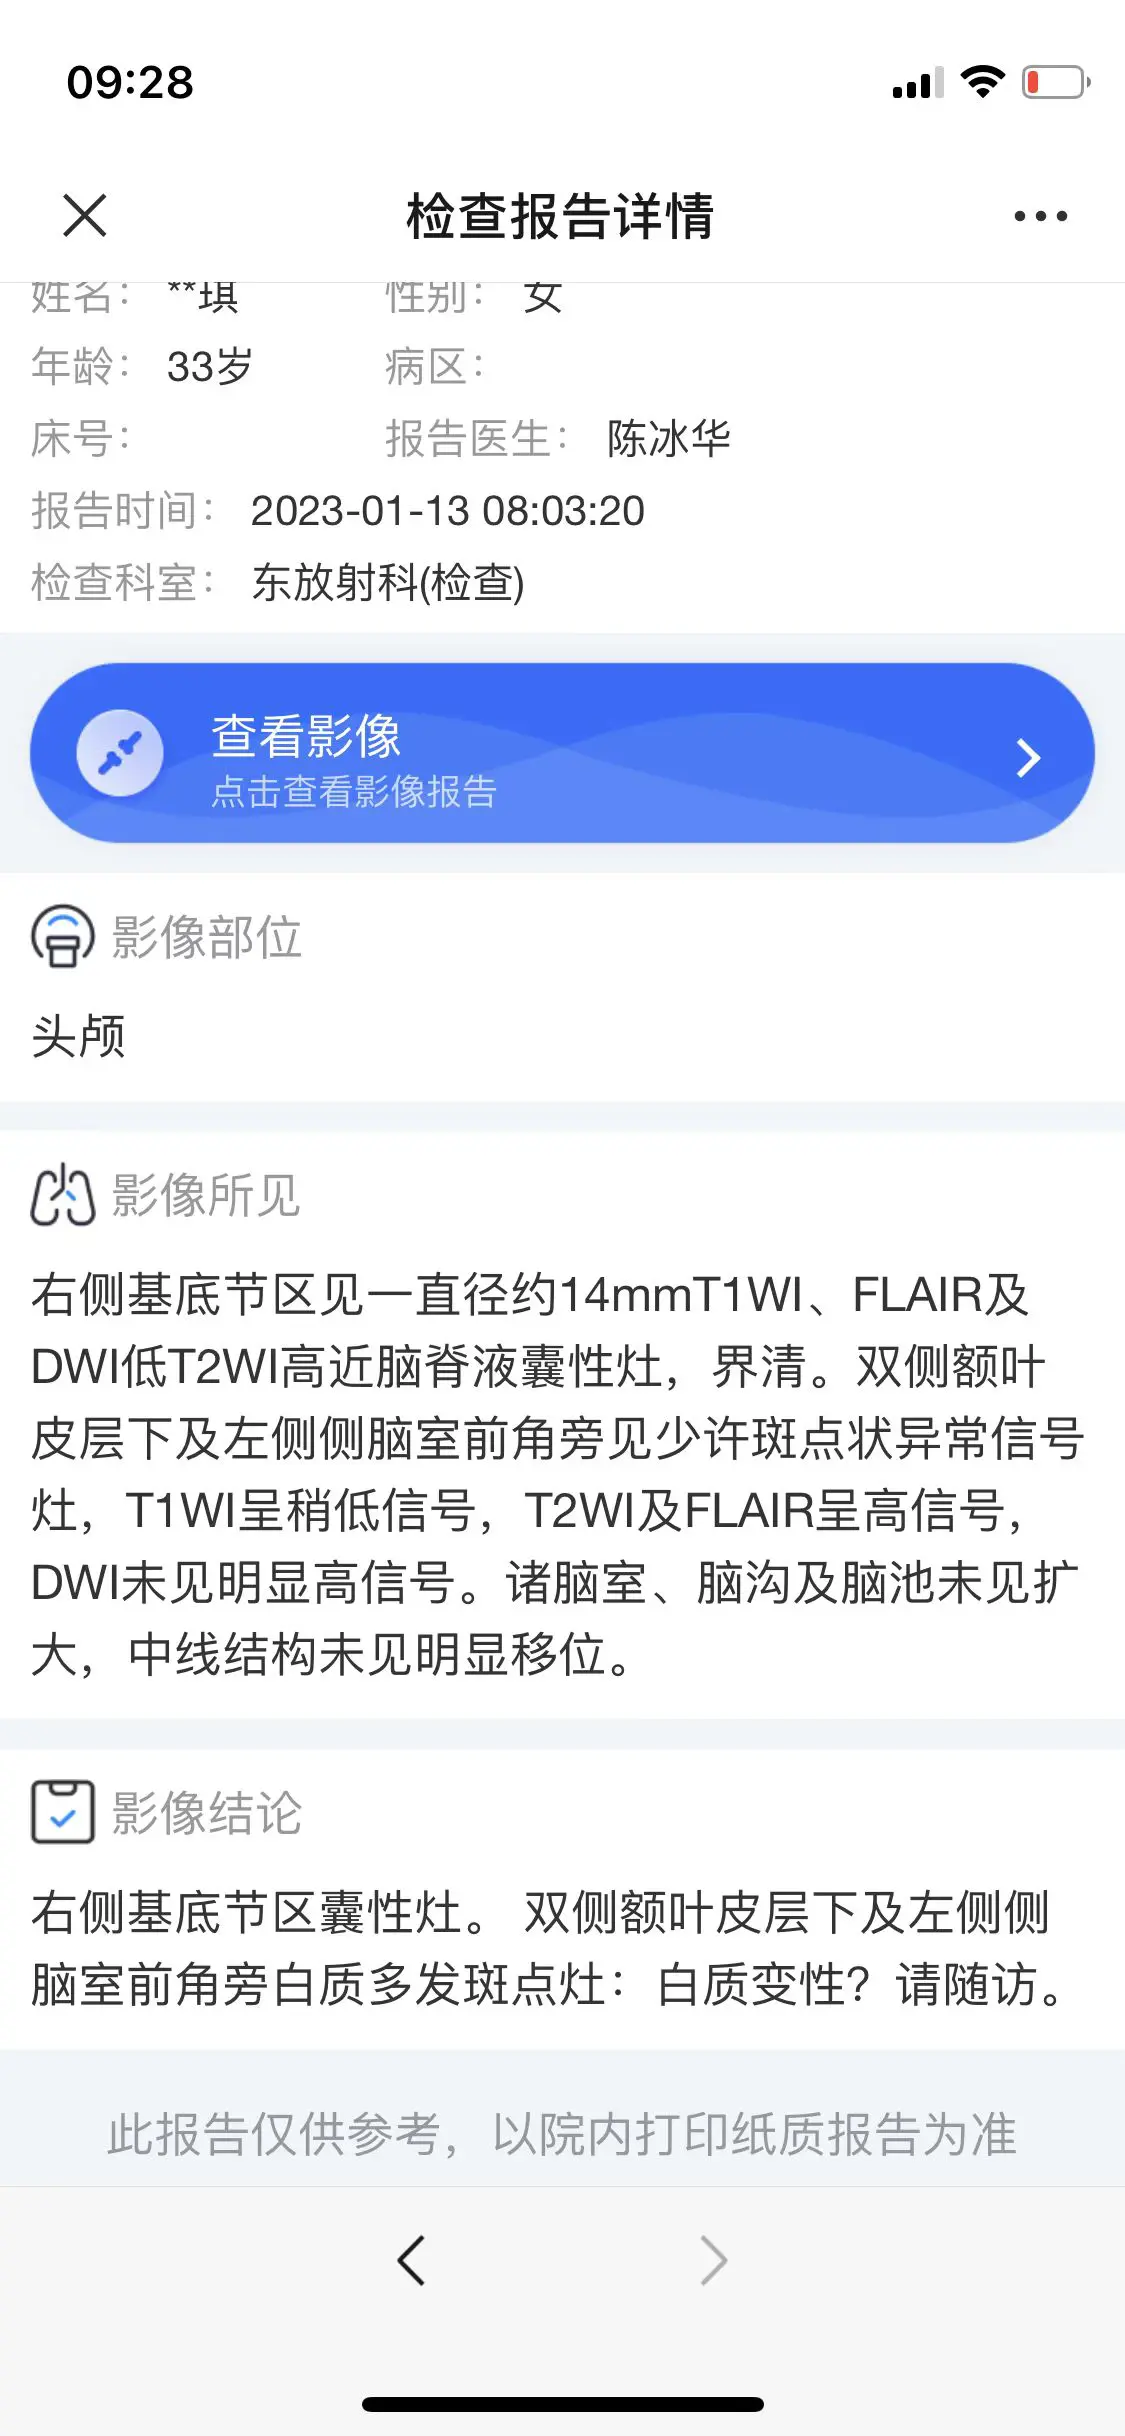 09:28
检查报告详情
姓名： **琪 性别： 女
年龄： 33岁 病区：
床号： 报告医生： 陈冰华
报告时间： 2023-01-13 08:03:20
检查科室： 东放射科(检查)
查看影像
点击查看影像报告
影像部位
头颅
影像所见
右侧基底节区见一直径约14mmT1WI、FLAIR及
DWI低T2WI高近脑脊液囊性灶，界清。双侧额叶
皮层下及左侧侧脑室前角旁见少许斑点状异常信号
灶，T1WI呈稍低信号，T2WI及FLAIR呈高信号，
DWI未见明显高信号。诸脑室、脑沟及脑池未见扩
大，中线结构未见明显移位。
影像结论
右侧基底节区囊性灶。 双侧额叶皮层下及左侧侧
脑室前角旁白质多发斑点灶：白质变性？请随访。
此报告仅供参考，以院内打印纸质报告为准